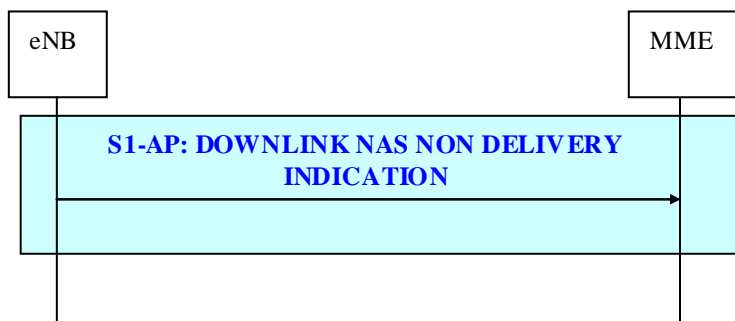 eNB
MME
S1-AP: DOWNLINK NAS NON DELIVERY
INDICATION